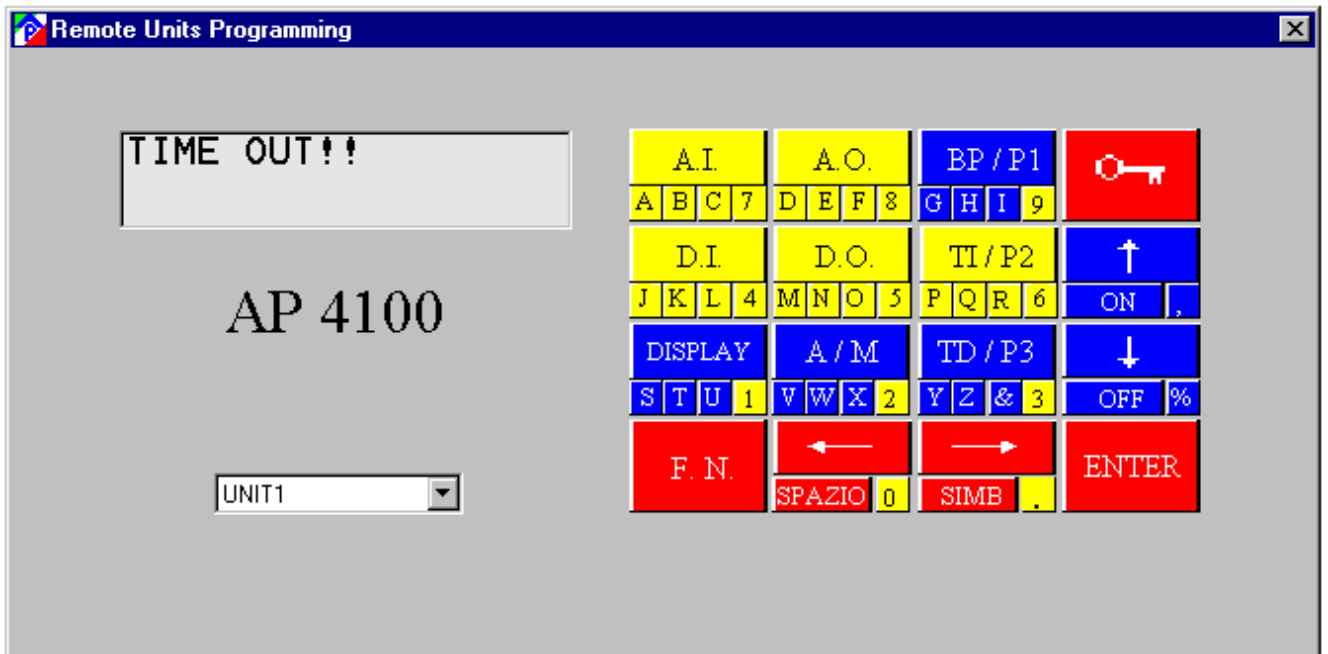 Remote Units Programming
TIME OUT!!
AP 4100
UNIT1
A.I. A.O. BP / P1
A B C 7 D E F 8 G H I 9
D.I. D.O. TI / P2
J K L 4 M N O 5 P Q R 6 ON ,
DISPLAY A / M TD / P3
S T U 1 V W X 2 Y Z & 3 OFF %
F. N. ENTER
SPAZIO 0 SIMB .